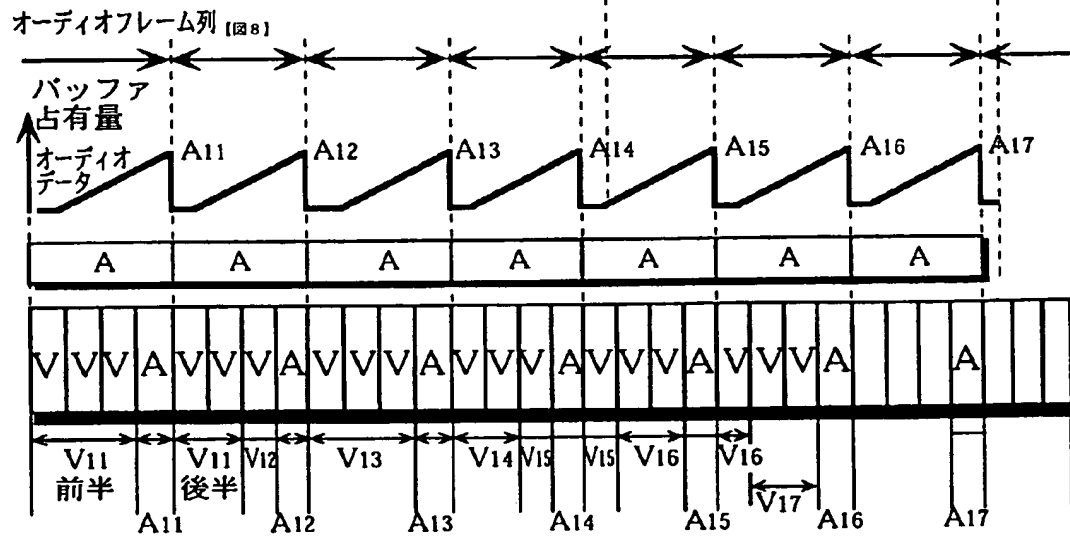 オーディオフレーム列 [図8]
バッファ
占有量
オーディオ
データ
A11 A12 A13 A14 A15 A16 A17
A A A A A A A
V V V A V V V A V V V A V V V A V V V A V V V A A
V11 V11 V12 V13 V14 V15 V15 V16 V16
前半 後半
V17
A11 A12 A13 A14 A15 A16 A17